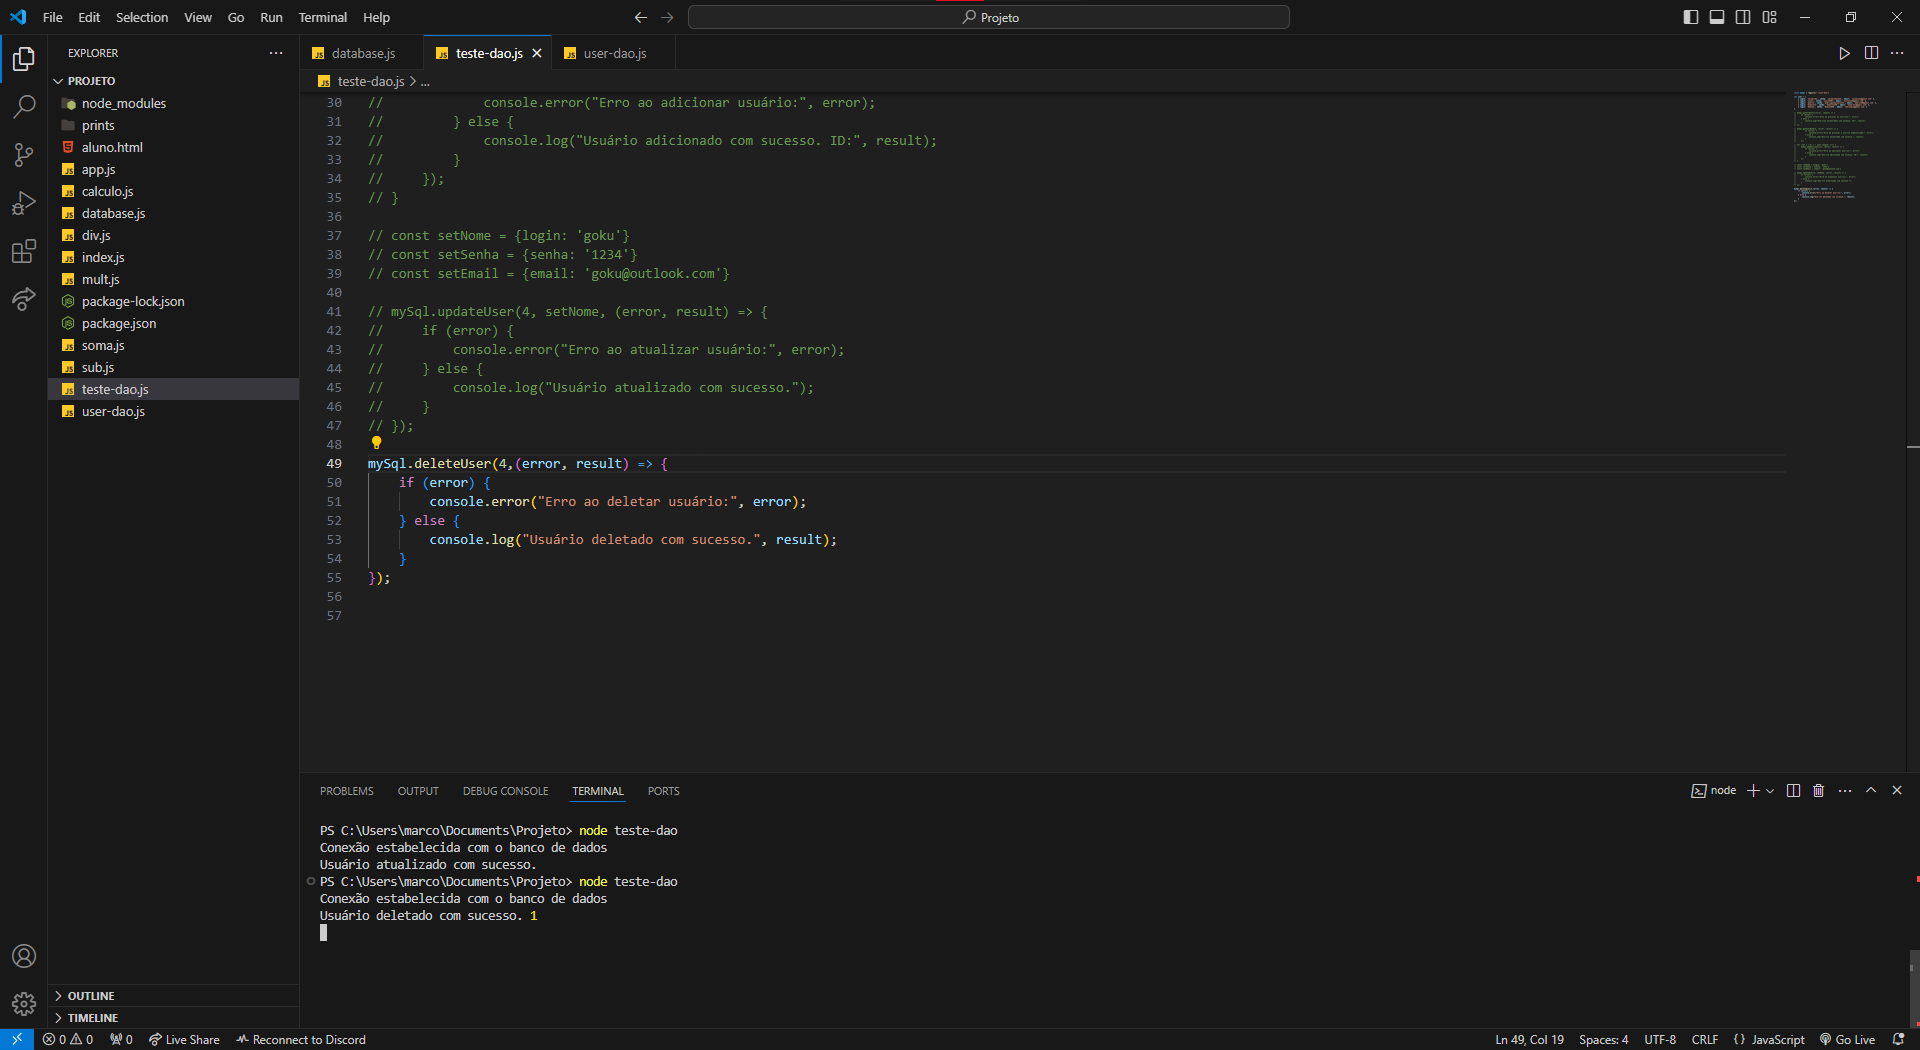 File Edit Selection View Go Run Terminal Help
Projeto
EXPLORER
PROJETO
node_modules
prints
aluno.html
app.js
calculo.js
database.js
div.js
index.js
mult.js
package-lock.json
package.json
soma.js
sub.js
teste-dao.js
user-dao.js
OUTLINE
TIMELINE
database.js teste-dao.js user-dao.js
teste-dao.js > ...
30 //             console.error("Erro ao adicionar usuário:", error);
31 //         } else {
32 //             console.log("Usuário adicionado com sucesso. ID:", result);
33 //         }
34 //     });
35 // }
36
37 // const setNome = {login: 'goku'}
38 // const setSenha = {senha: '1234'}
39 // const setEmail = {email: 'goku@outlook.com'}
40
41 // mySql.updateUser(4, setNome, (error, result) => {
42 //     if (error) {
43 //         console.error("Erro ao atualizar usuário:", error);
44 //     } else {
45 //         console.log("Usuário atualizado com sucesso.");
46 //     }
47 // });
48
49 mySql.deleteUser(4,(error, result) => {
50     if (error) {
51         console.error("Erro ao deletar usuário:", error);
52     } else {
53         console.log("Usuário deletado com sucesso.", result);
54     }
55 });
56
57
PROBLEMS OUTPUT DEBUG CONSOLE TERMINAL PORTS
node
PS C:\Users\marco\Documents\Projeto> node teste-dao
Conexão estabelecida com o banco de dados
Usuário atualizado com sucesso.
PS C:\Users\marco\Documents\Projeto> node teste-dao
Conexão estabelecida com o banco de dados
Usuário deletado com sucesso. 1
0 0 0 Live Share Reconnect to Discord
Ln 49, Col 19 Spaces: 4 UTF-8 CRLF {} JavaScript Go Live